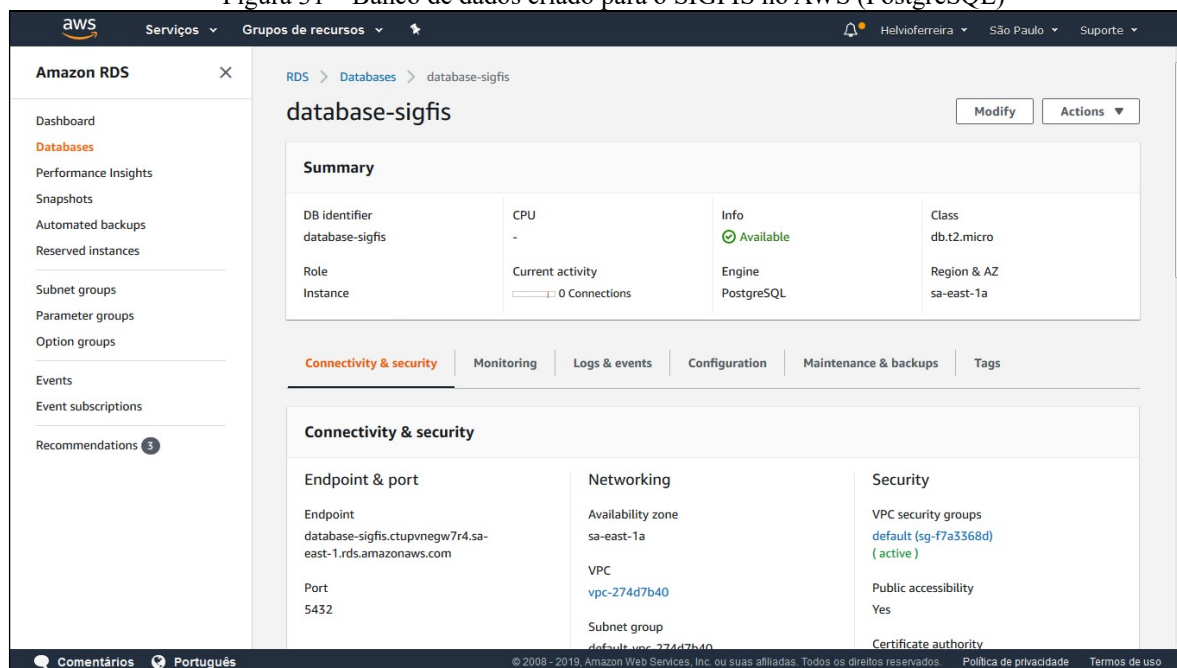 Figura 31 – Banco de dados criado para o SIGFIS no AWS (PostgreSQL)
aws Serviços Grupos de recursos Helvioferreira São Paulo Suporte
Amazon RDS
Dashboard
Databases
Performance Insights
Snapshots
Automated backups
Reserved instances
Subnet groups
Parameter groups
Option groups
Events
Event subscriptions
Recommendations 3
RDS > Databases > database-sigfis
database-sigfis
Modify Actions
Summary
DB identifier CPU Info Class
database-sigfis - Available db.t2.micro
Role Current activity Engine Region & AZ
Instance 0 Connections PostgreSQL sa-east-1a
Connectivity & security Monitoring Logs & events Configuration Maintenance & backups Tags
Connectivity & security
Endpoint & port
Endpoint
database-sigfis.ctupvnegw7r4.sa-
east-1.rds.amazonaws.com
Port
5432
Networking
Availability zone
sa-east-1a
VPC
vpc-274d7b40
Subnet group
default-vpc-274d7b40
Security
VPC security groups
default (sg-f7a3368d)
( active )
Public accessibility
Yes
Certificate authority
Comentários Português © 2008 - 2019, Amazon Web Services, Inc. ou suas afiliadas. Todos os direitos reservados. Política de privacidade Termos de uso